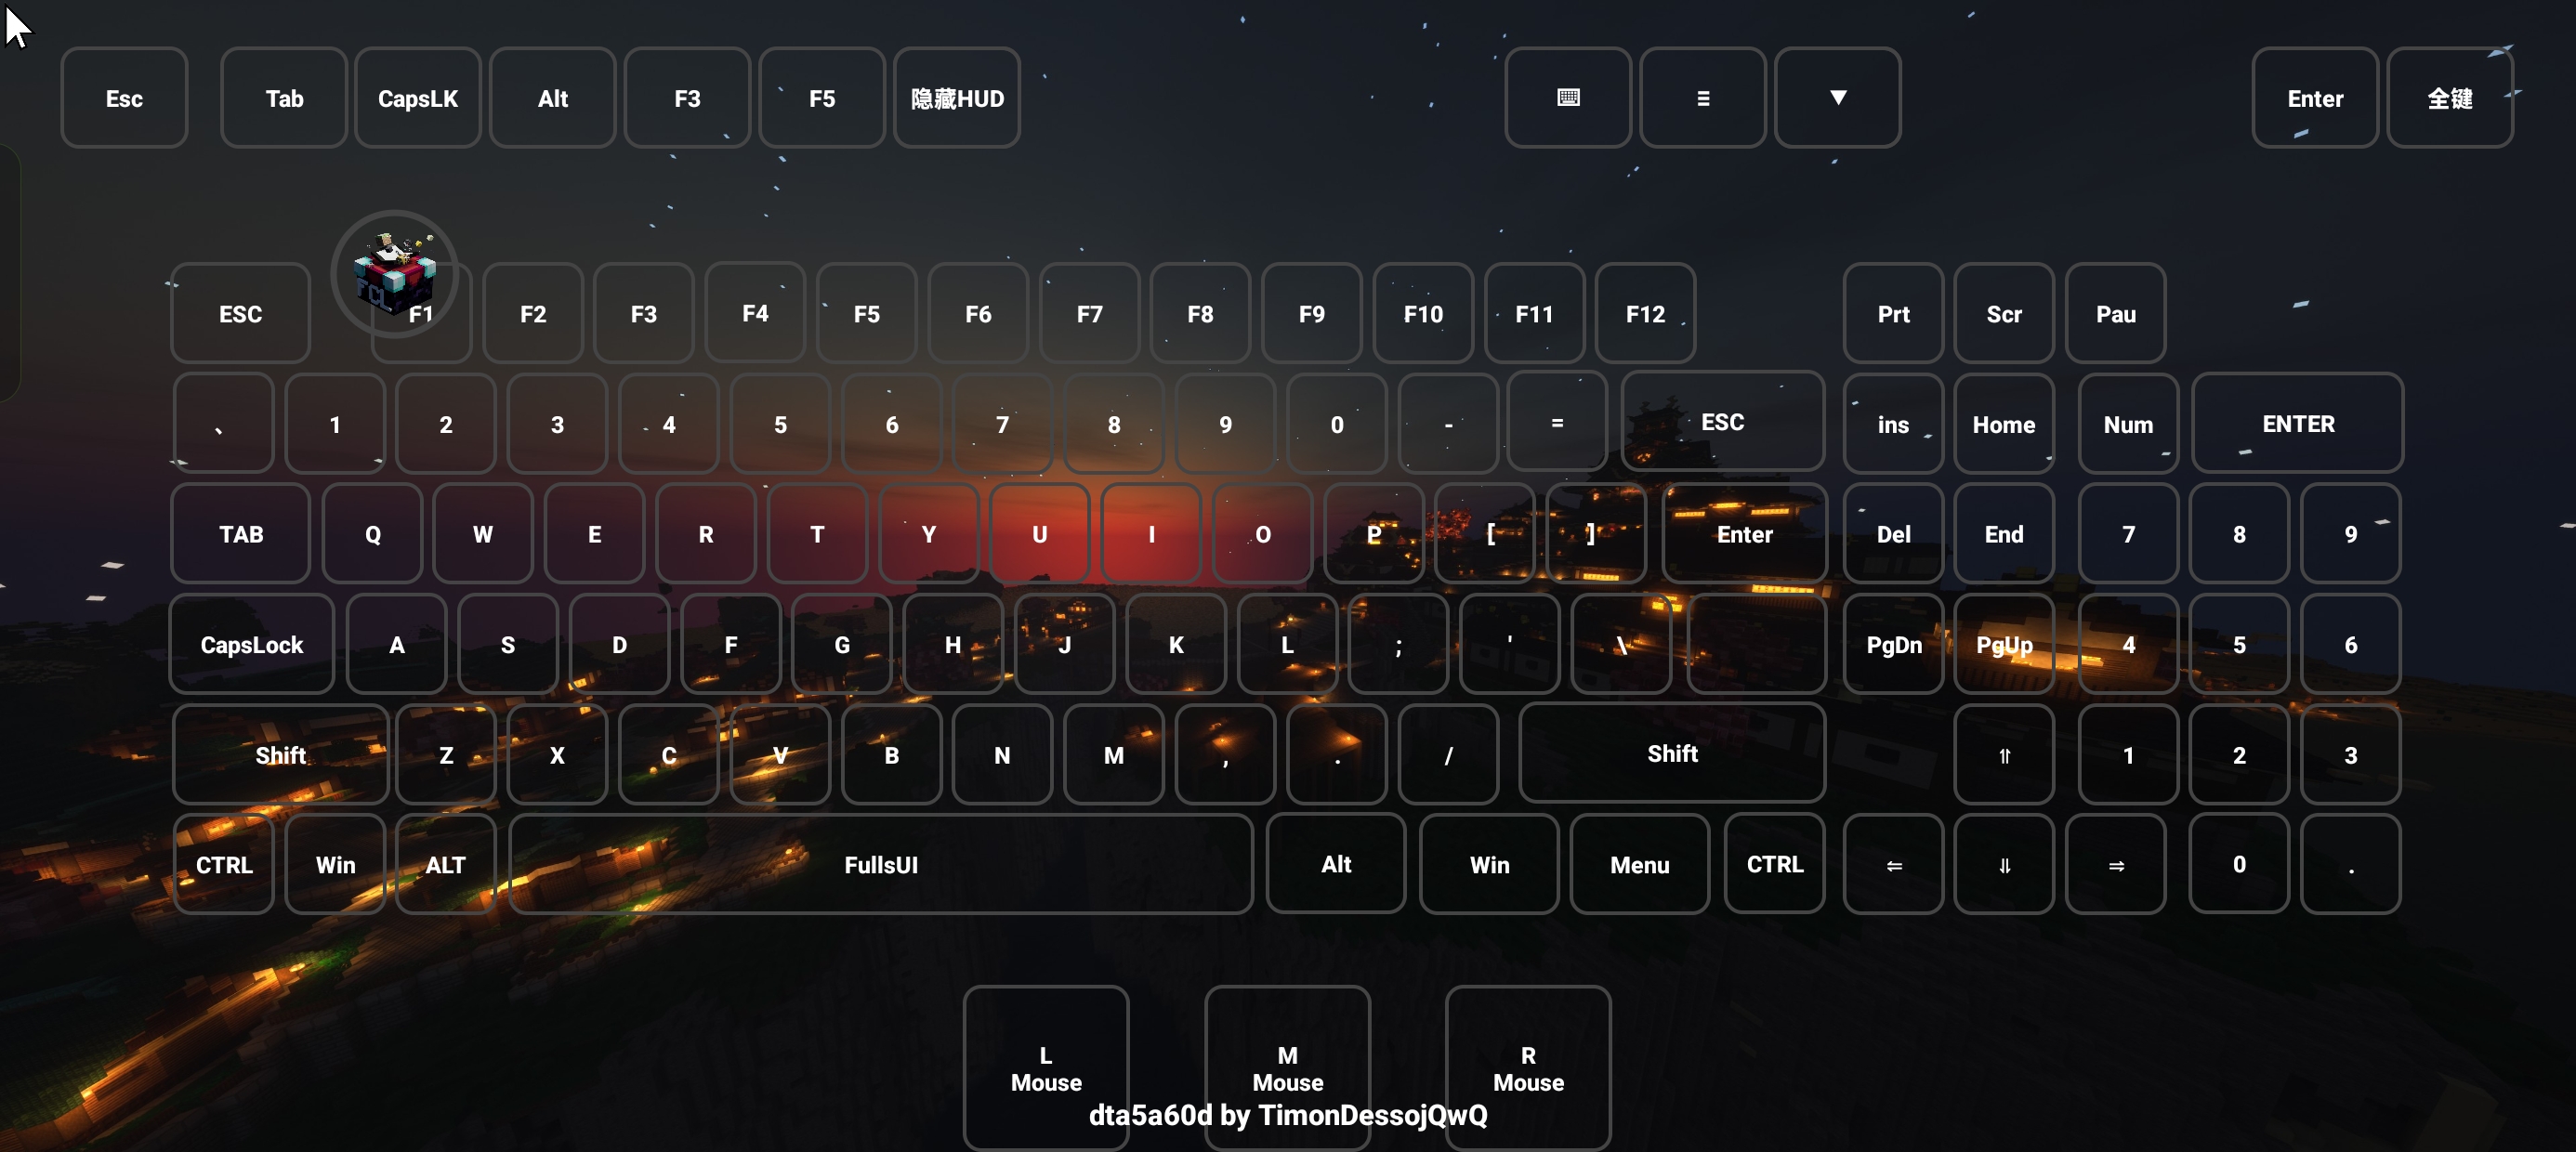 Esc Tab CapsLK Alt F3 F5 隐藏HUD ⌨ ☰ ▼ Enter 全键
FCL
ESC F1 F2 F3 F4 F5 F6 F7 F8 F9 F10 F11 F12 Prt Scr Pau
、 1 2 3 4 5 6 7 8 9 0 - = ESC ins Home Num ENTER
TAB Q W E R T Y U I O P [ ] Enter Del End 7 8 9
CapsLock A S D F G H J K L ; ' \ PgDn PgUp 4 5 6
Shift Z X C V B N M , . / Shift ⥣ 1 2 3
CTRL Win ALT FullsUI Alt Win Menu CTRL ⇐ ⇓ ⇒ 0 .
L M R
Mouse Mouse Mouse
dta5a60d by TimonDessojQwQ